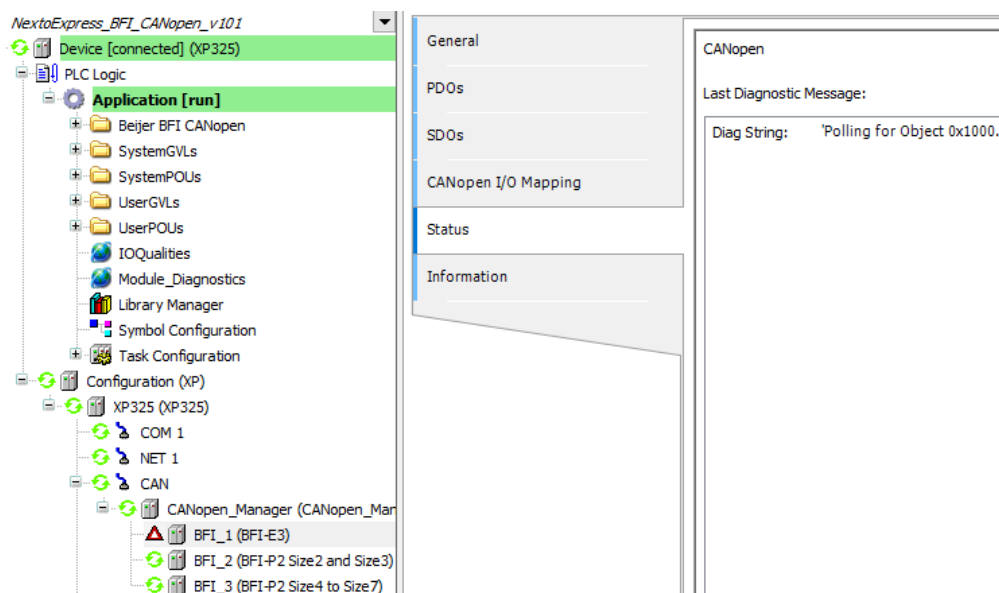 NextoExpress_BFI_CANopen_v101
Device [connected] (XP325)
PLC Logic
Application [run]
Beijer BFI CANopen
SystemGVLs
SystemPOUs
UserGVLs
UserPOUs
IOQualities
Module_Diagnostics
Library Manager
Symbol Configuration
Task Configuration
Configuration (XP)
XP325 (XP325)
COM 1
NET 1
CAN
CANopen_Manager (CANopen_Man
BFI_1 (BFI-E3)
BFI_2 (BFI-P2 Size2 and Size3)
BFI_3 (BFI-P2 Size4 to Size7)
General
PDOs
SDOs
CANopen I/O Mapping
Status
Information
CANopen
Last Diagnostic Message:
Diag String: 'Polling for Object 0x1000.